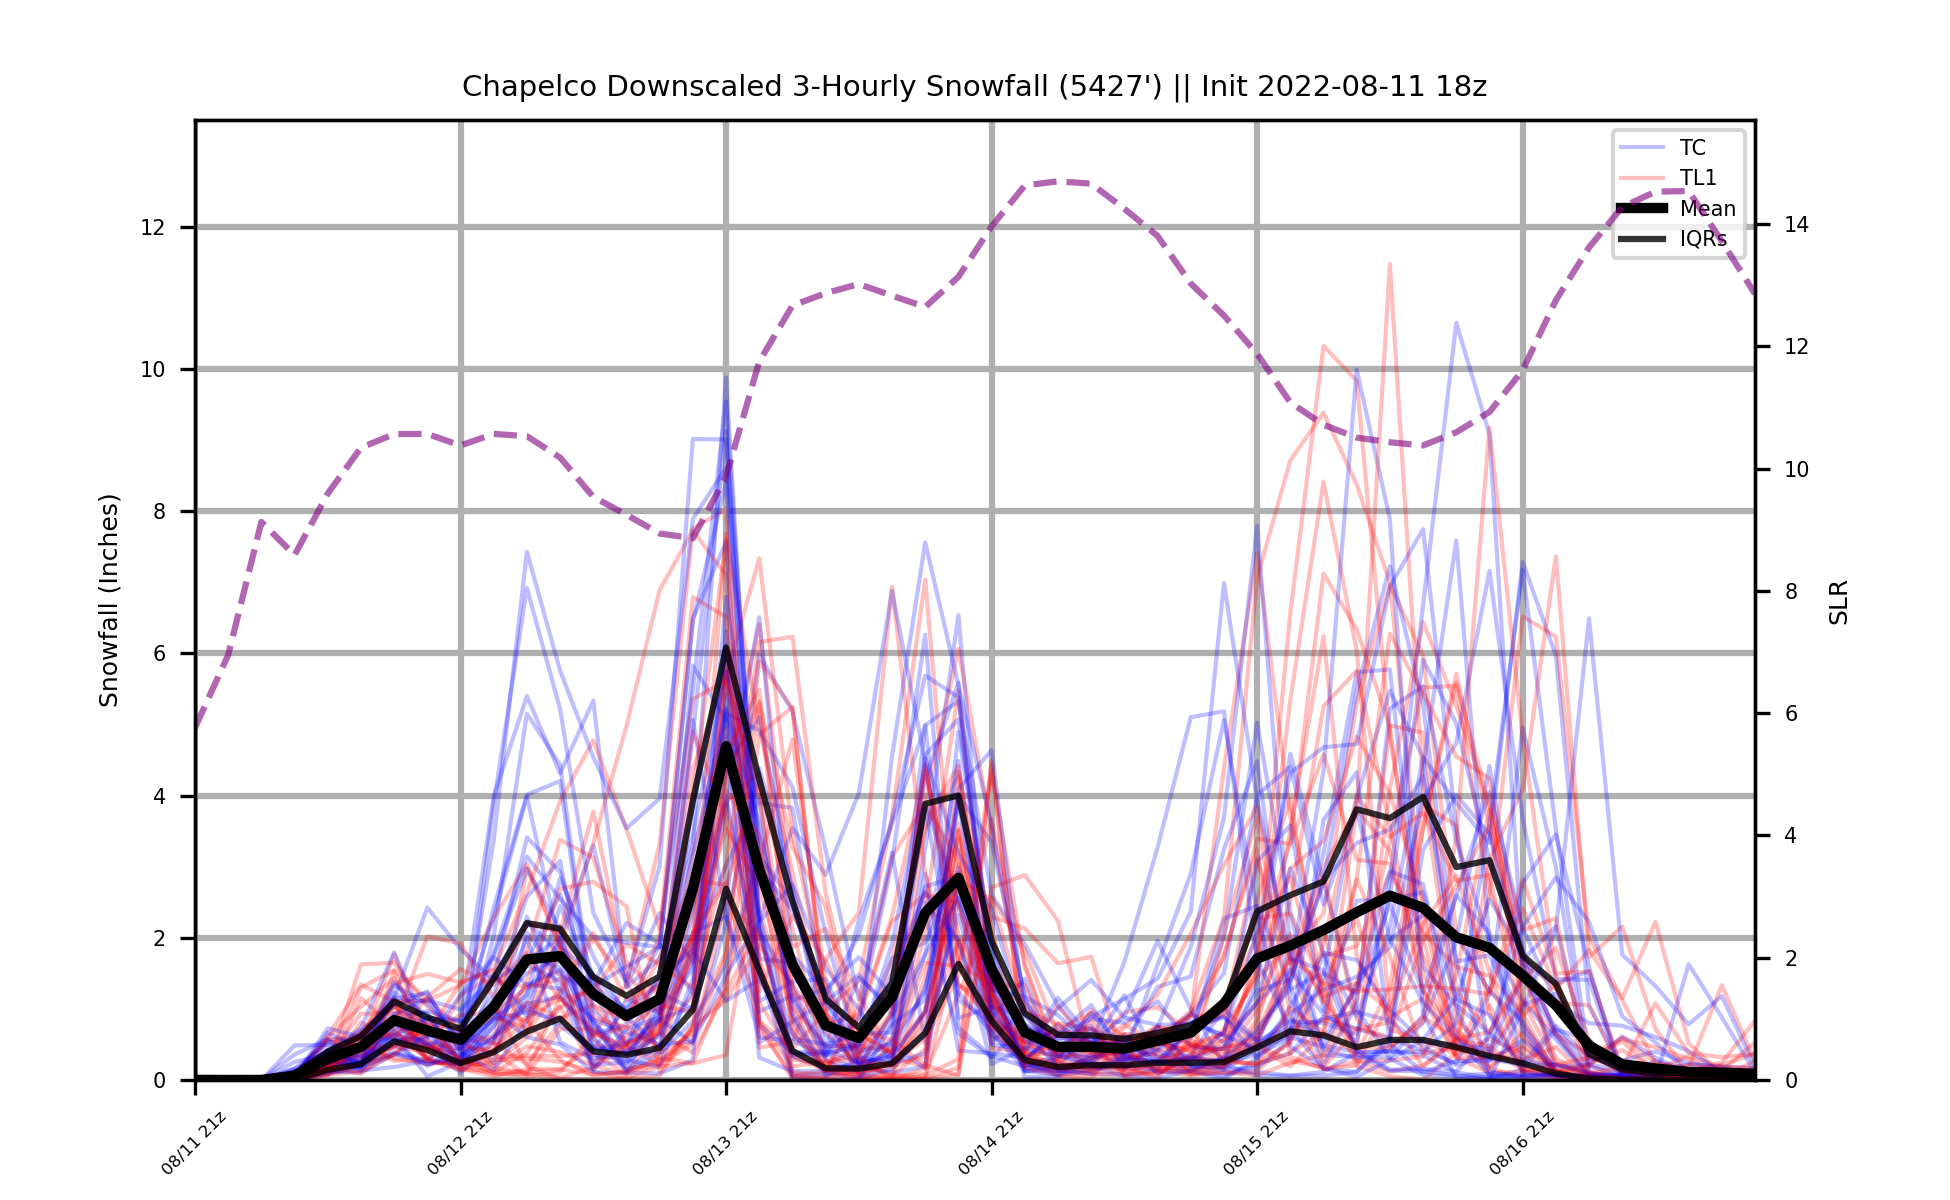 Chapelco Downscaled 3-Hourly Snowfall (5427') || Init 2022-08-11 18z
TC
TL1
Mean
IQRs
Snowfall (Inches)
12
10
8
6
4
2
0
14
12
10
8
6
4
2
0
SLR
08/11 21z
08/12 21z
08/13 21z
08/14 21z
08/15 21z
08/16 21z